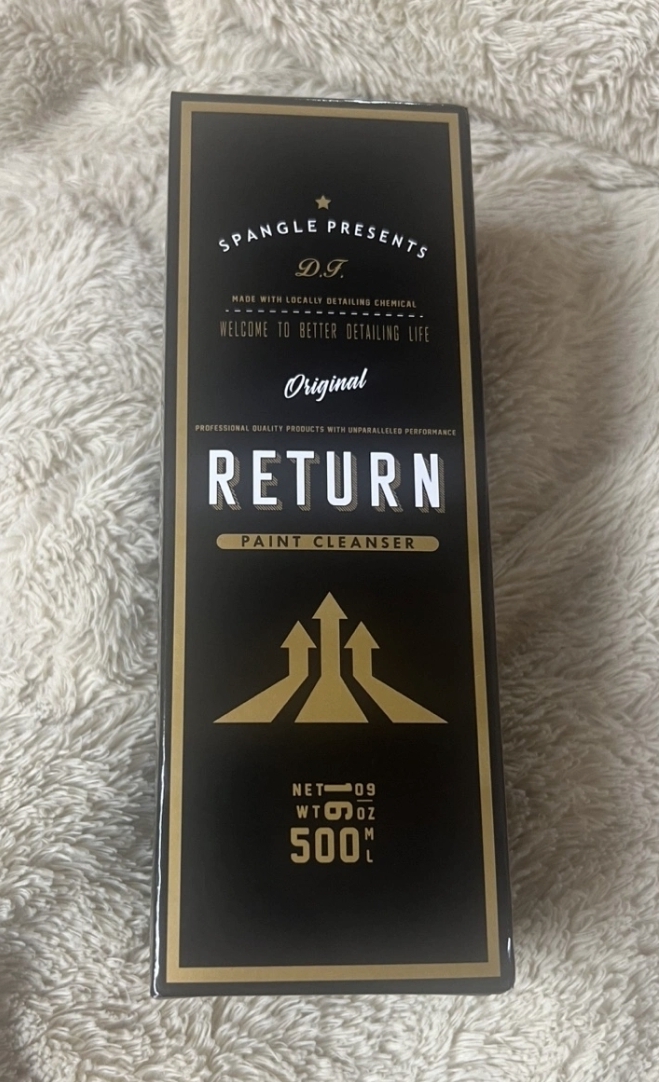 SPANGLE PRESENTS
D.F.
MADE WITH LOCALLY DETAILING CHEMICAL
WELCOME TO BETTER DETAILING LIFE
Original
PROFESSIONAL QUALITY PRODUCTS WITH UNPARALLELED PERFORMANCE
RETURN
PAINT CLEANSER
NET WT 16 09 OZ
500 ML